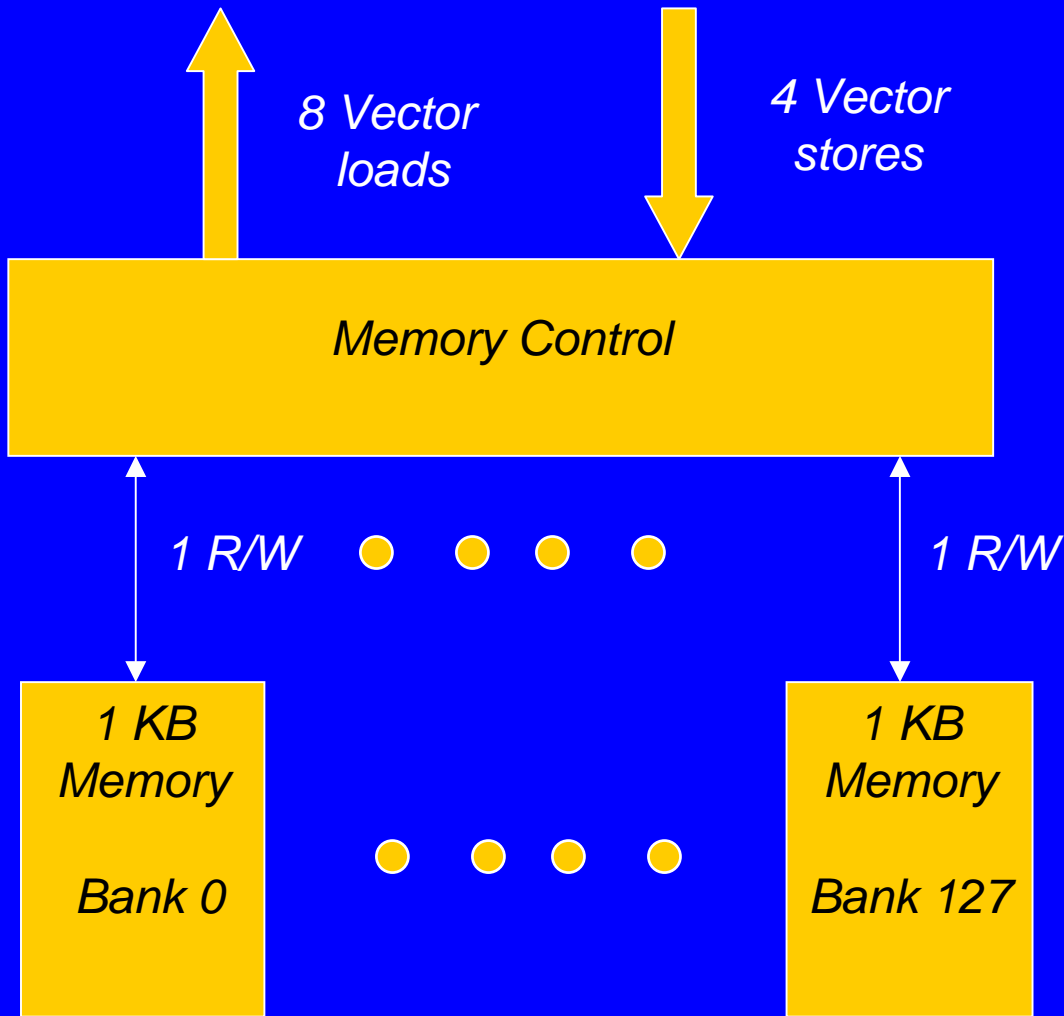 8 Vector
loads
4 Vector
stores
Memory Control
1 R/W
1 R/W
1 KB
Memory
Bank 0
1 KB
Memory
Bank 127